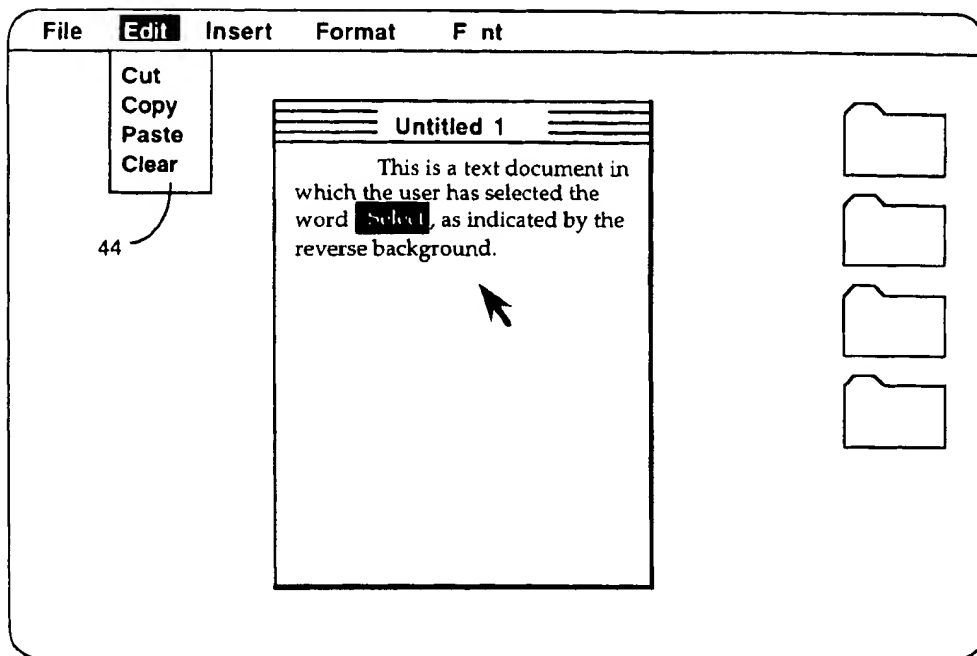 File Edit Insert Format F nt
Cut
Copy
Paste
Clear
44
Untitled 1
This is a text document in
which the user has selected the
word Select, as indicated by the
reverse background.